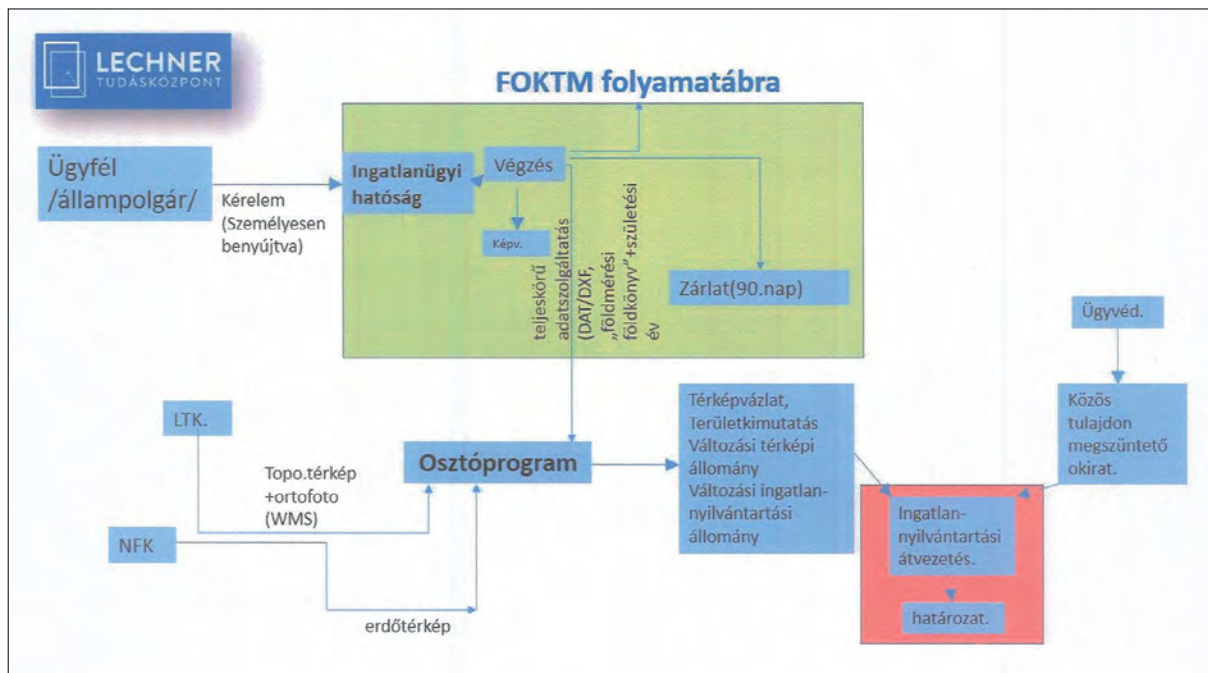 LECHNER
TUDÁSKÖZPONT
FOKTM folyamatábra
Ügyfél
/állampolgár/
Kérelem
(Személyesen
benyújtva)
Ingatlanügyi
hatóság
Végzés
Képv.
teljeskörű
adatszolgáltatás
(DAT/DXF,
„földmérési
földkönyv"+születési
év
Zárlat(90.nap)
Ügyvéd.
Közös
tulajdon
megszüntető
okirat.
LTK.
Topo.térkép
+ortofoto
(WMS)
NFK
erdőtérkép
Osztóprogram
Térképvázlat,
Területkimutatás
Változási térképi
állomány
Változási ingatlan-
nyilvántartási
állomány
Ingatlan-
nyilvántartási
átvezetés.
határozat.